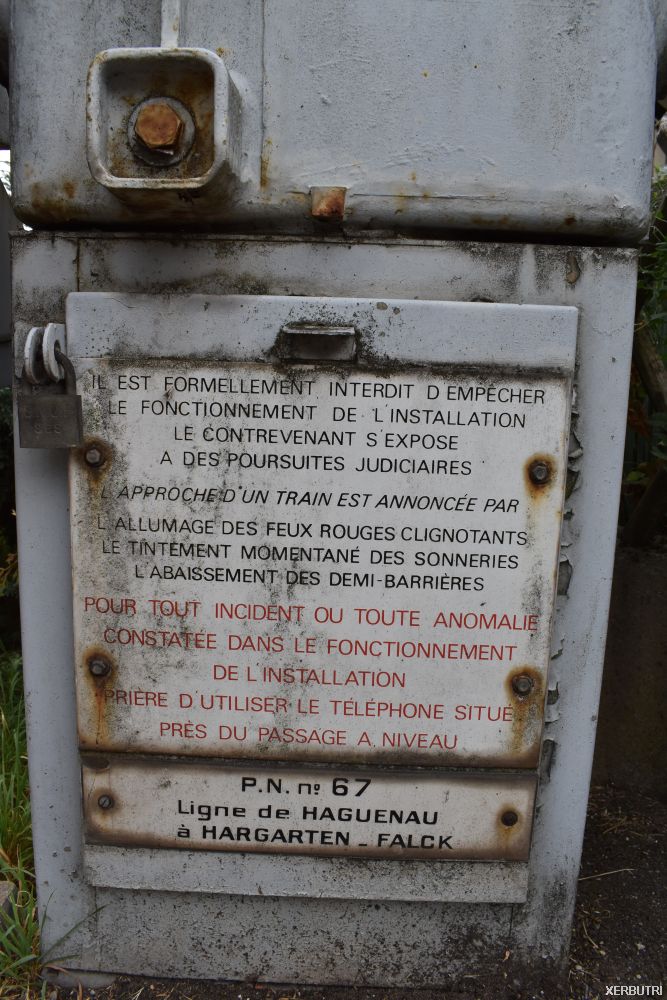 IL EST FORMELLEMENT INTERDIT D'EMPECHER
LE FONCTIONNEMENT DE L'INSTALLATION
LE CONTREVENANT S'EXPOSE
A DES POURSUITES JUDICIAIRES
L'APPROCHE D'UN TRAIN EST ANNONCÉE PAR
L'ALLUMAGE DES FEUX ROUGES CLIGNOTANTS
LE TINTEMENT MOMENTANÉ DES SONNERIES
L'ABAISSEMENT DES DEMI-BARRIÈRES
POUR TOUT INCIDENT OU TOUTE ANOMALIE
CONSTATÉE DANS LE FONCTIONNEMENT
DE L'INSTALLATION
PRIÈRE D'UTILISER LE TÉLÉPHONE SITUÉ
PRÈS DU PASSAGE A NIVEAU
P.N. nº 67
Ligne de HAGUENAU
à HARGARTEN - FALCK
XERBUTRI